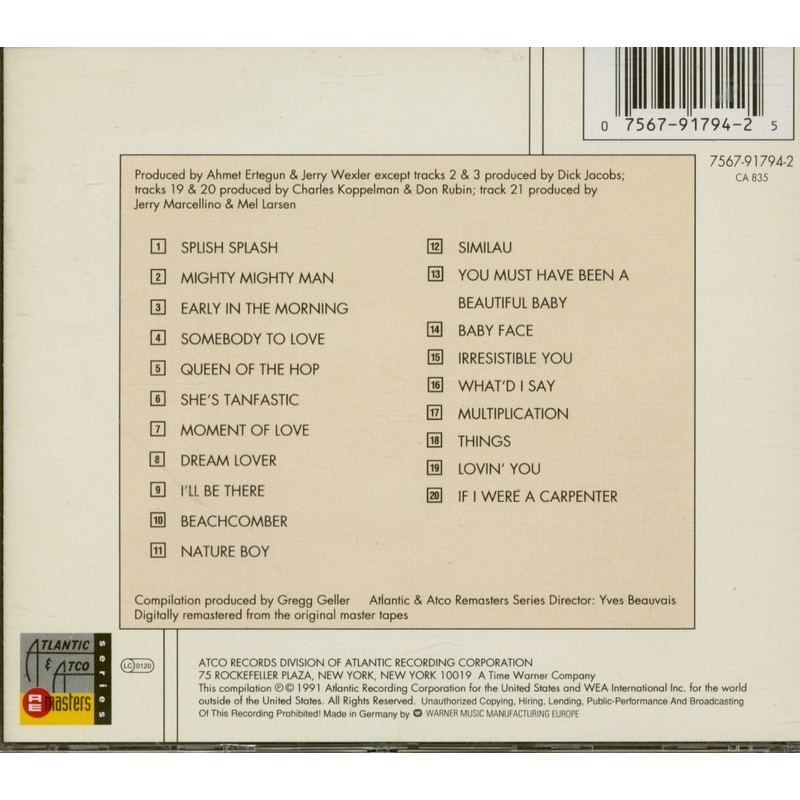 0 7567-91794-2 5
7567-91794-2
CA 835
Produced by Ahmet Ertegun & Jerry Wexler except tracks 2 & 3 produced by Dick Jacobs;
tracks 19 & 20 produced by Charles Koppelman & Don Rubin; track 21 produced by
Jerry Marcellino & Mel Larsen
1 SPLISH SPLASH
2 MIGHTY MIGHTY MAN
3 EARLY IN THE MORNING
4 SOMEBODY TO LOVE
5 QUEEN OF THE HOP
6 SHE'S TANFASTIC
7 MOMENT OF LOVE
8 DREAM LOVER
9 I'LL BE THERE
10 BEACHCOMBER
11 NATURE BOY
12 SIMILAU
13 YOU MUST HAVE BEEN A
BEAUTIFUL BABY
14 BABY FACE
15 IRRESISTIBLE YOU
16 WHAT'D I SAY
17 MULTIPLICATION
18 THINGS
19 LOVIN' YOU
20 IF I WERE A CARPENTER
Compilation produced by Gregg Geller Atlantic & Atco Remasters Series Director: Yves Beauvais
Digitally remastered from the original master tapes
ATLANTIC
& ATCO
REmasters
series
LC 0120
ATCO RECORDS DIVISION OF ATLANTIC RECORDING CORPORATION
75 ROCKEFELLER PLAZA, NEW YORK, NEW YORK 10019 A Time Warner Company
This compilation ℗ © 1991 Atlantic Recording Corporation for the United States and WEA International Inc. for the world
outside of the United States. All Rights Reserved. Unauthorized Copying, Hiring, Lending, Public-Performance And Broadcasting
Of This Recording Prohibited! Made in Germany by WARNER MUSIC MANUFACTURING EUROPE